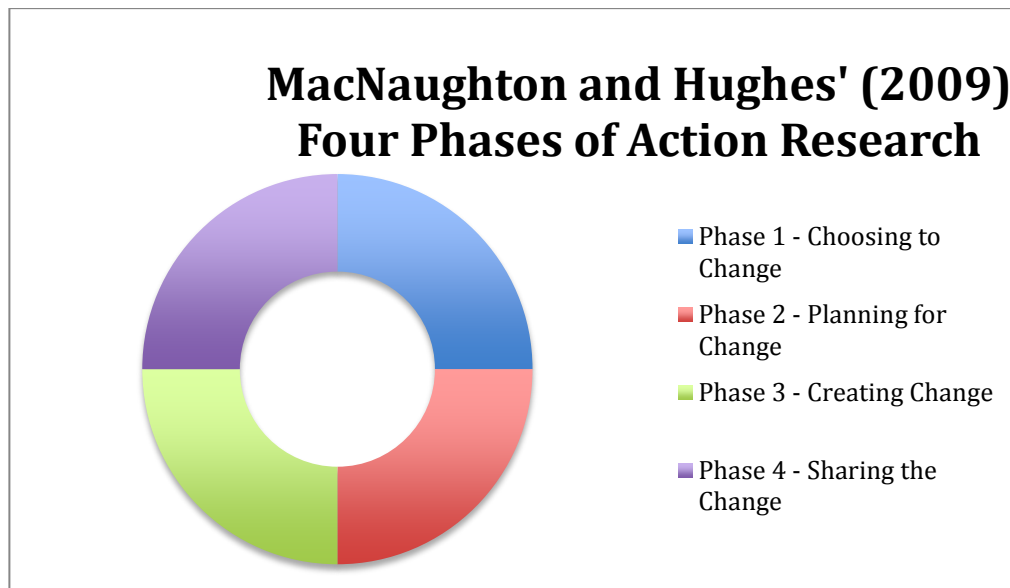 MacNaughton and Hughes' (2009)
Four Phases of Action Research
Phase 1 - Choosing to
Change
Phase 2 - Planning for
Change
Phase 3 - Creating Change
Phase 4 - Sharing the
Change